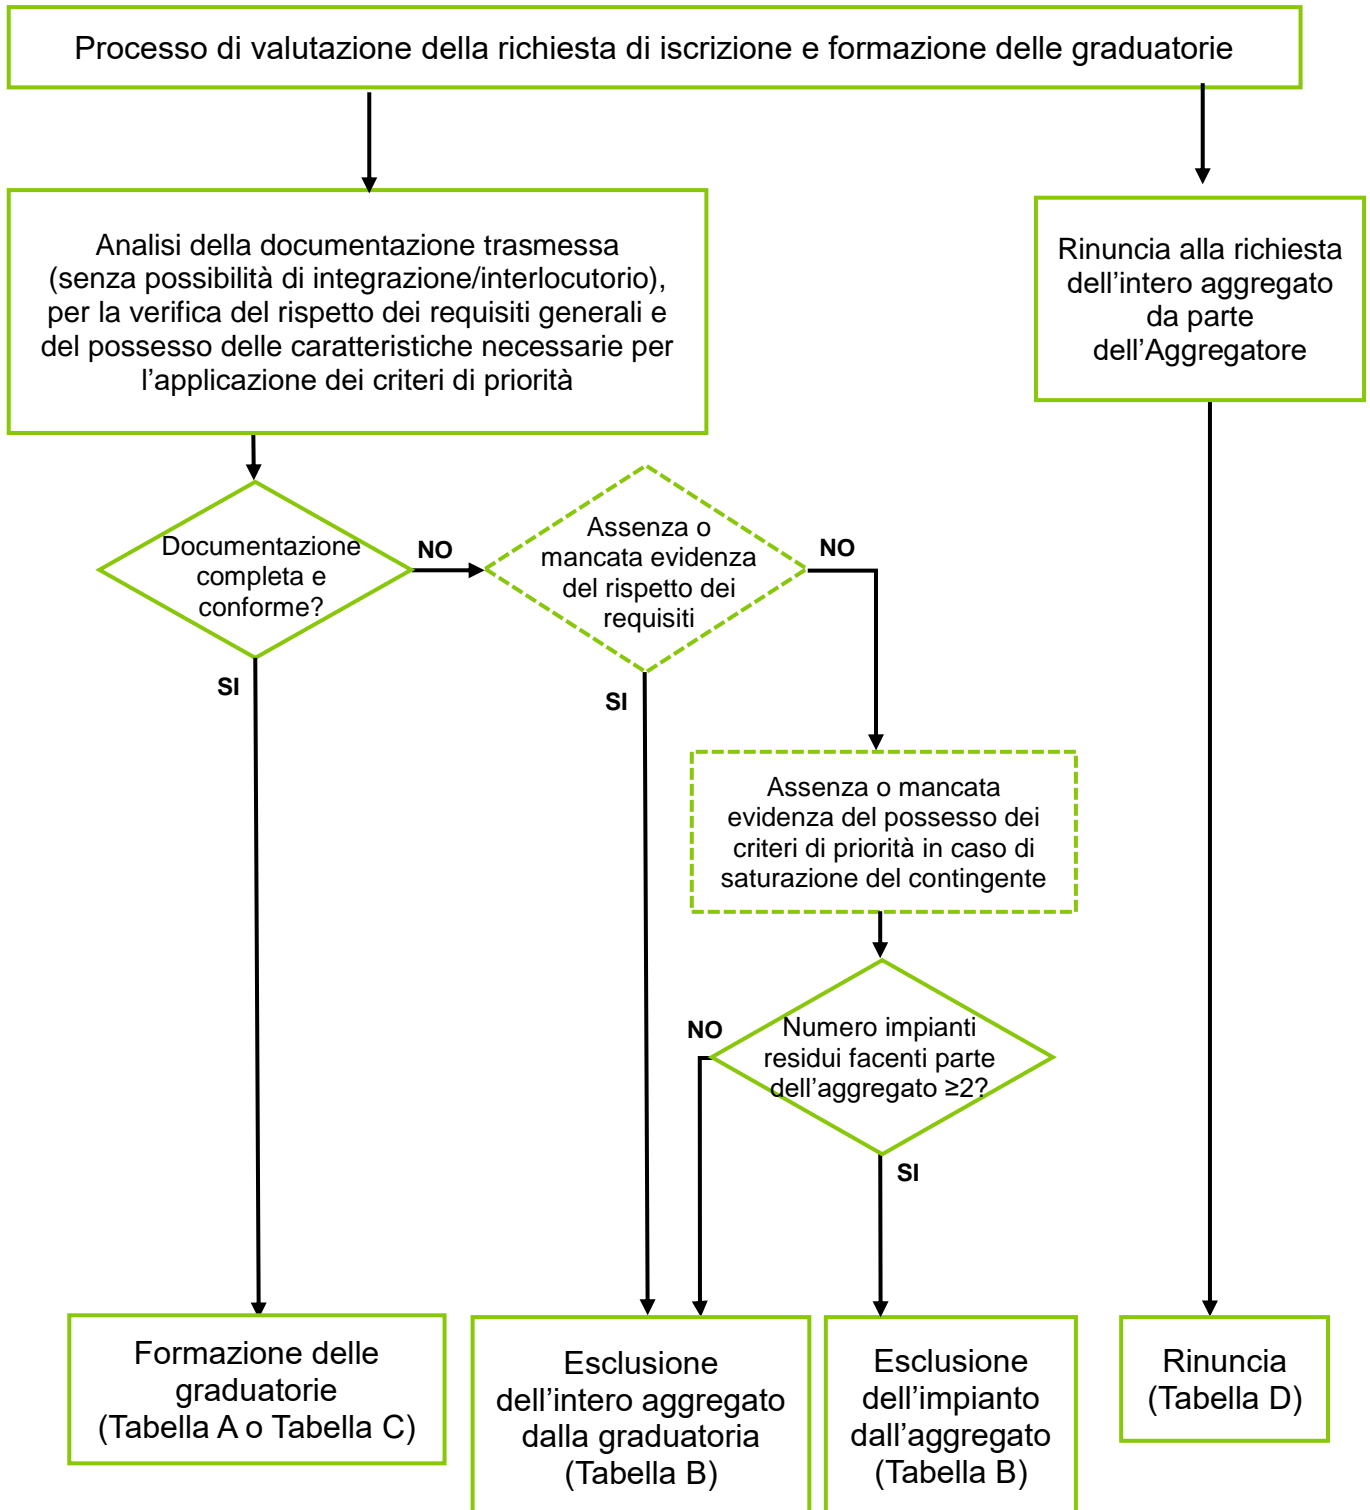 Processo di valutazione della richiesta di iscrizione e formazione delle graduatorie
Analisi della documentazione trasmessa
(senza possibilità di integrazione/interlocutorio),
per la verifica del rispetto dei requisiti generali e
del possesso delle caratteristiche necessarie per
l’applicazione dei criteri di priorità
Rinuncia alla richiesta
dell’intero aggregato
da parte
dell’Aggregatore
Documentazione
completa e
conforme?
NO
Assenza o
mancata evidenza
del rispetto dei
requisiti
NO
SI
SI
Assenza o mancata
evidenza del possesso dei
criteri di priorità in caso di
saturazione del contingente
NO
Numero impianti
residui facenti parte
dell’aggregato ≥2?
SI
Formazione delle
graduatorie
(Tabella A o Tabella C)
Esclusione
dell’intero aggregato
dalla graduatoria
(Tabella B)
Esclusione
dell’impianto
dall’aggregato
(Tabella B)
Rinuncia
(Tabella D)